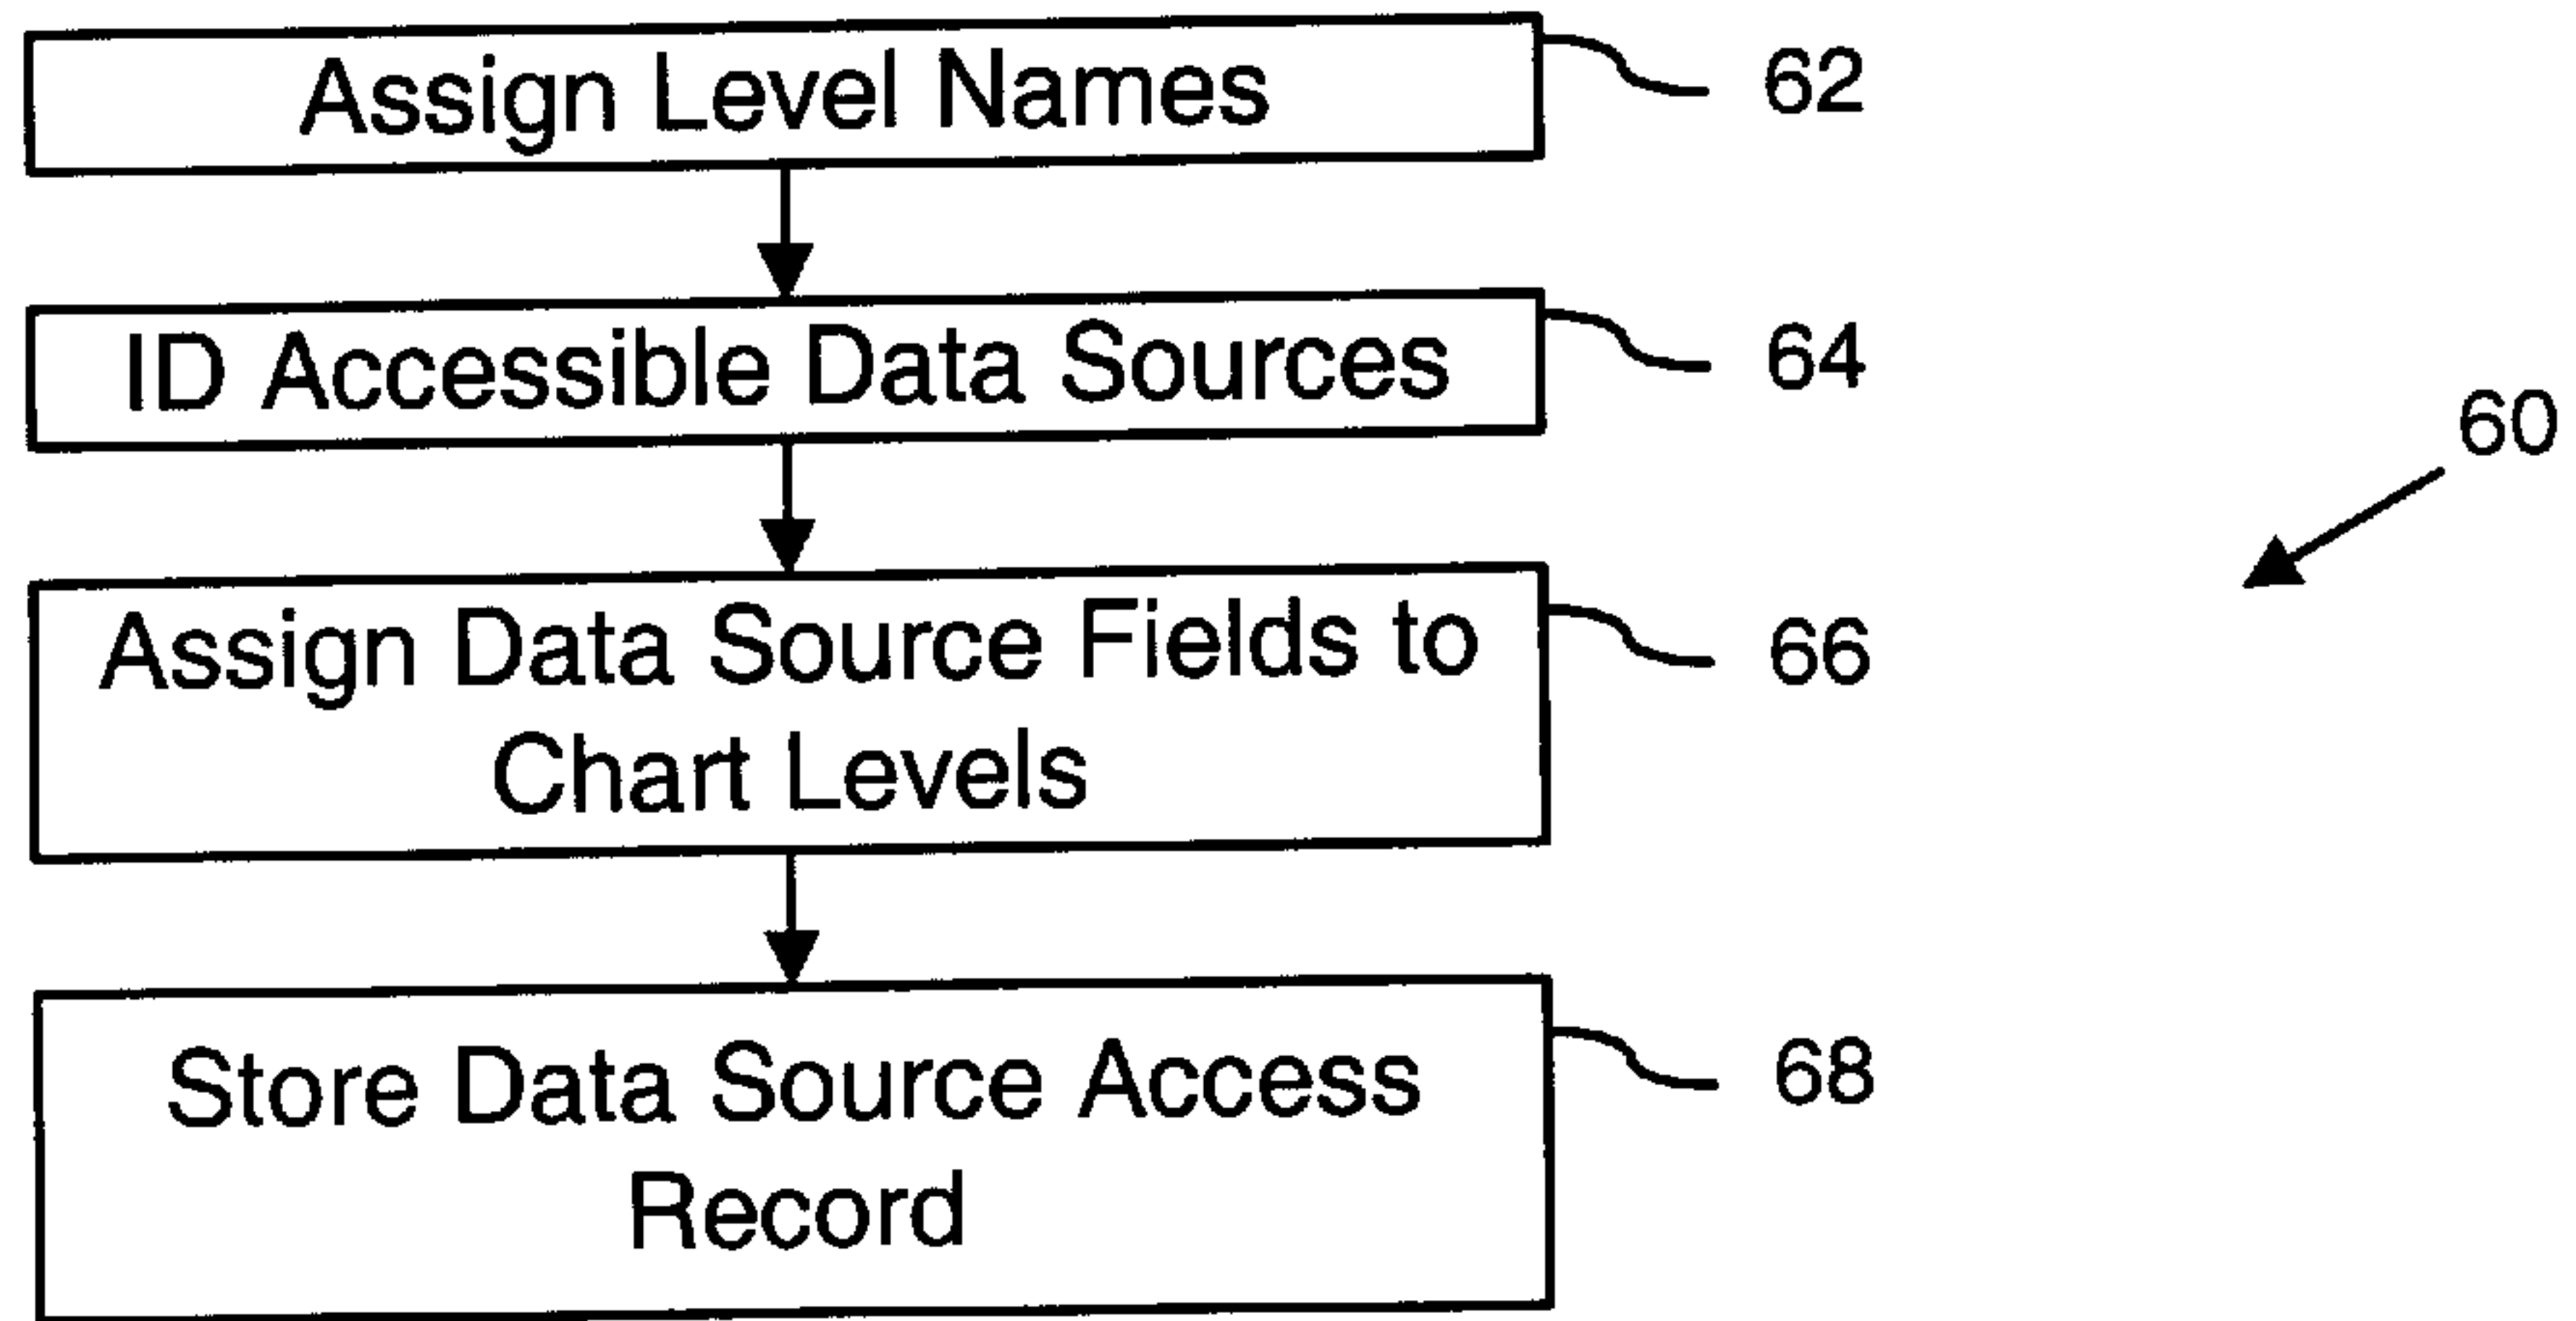 Assign Level Names
62
ID Accessible Data Sources
64
60
Assign Data Source Fields to
Chart Levels
66
Store Data Source Access
Record
68